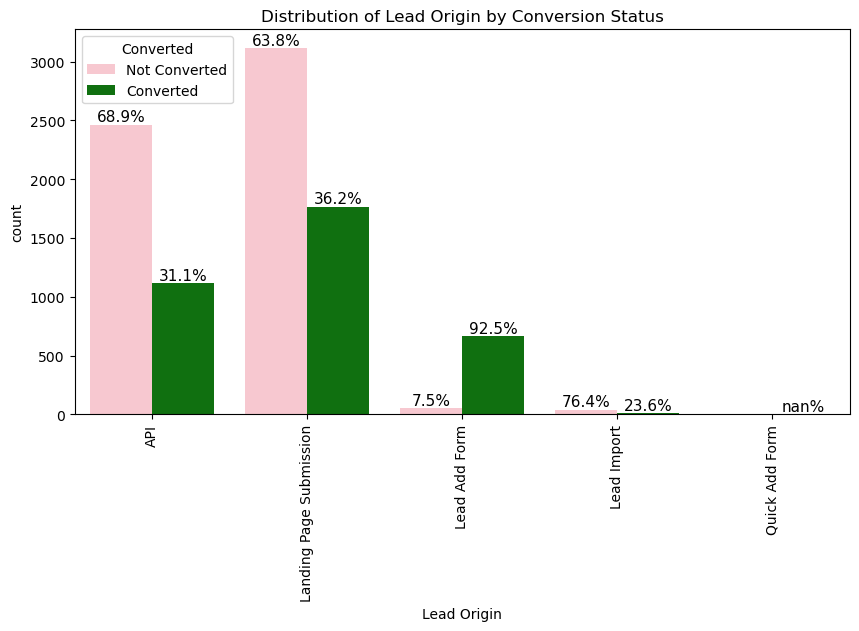 Distribution of Lead Origin by Conversion Status
Converted
Not Converted
Converted
count
3000
2500
2000
1500
1000
500
0
68.9%
31.1%
63.8%
36.2%
7.5%
92.5%
76.4%
23.6%
nan%
API
Landing Page Submission
Lead Add Form
Lead Import
Quick Add Form
Lead Origin